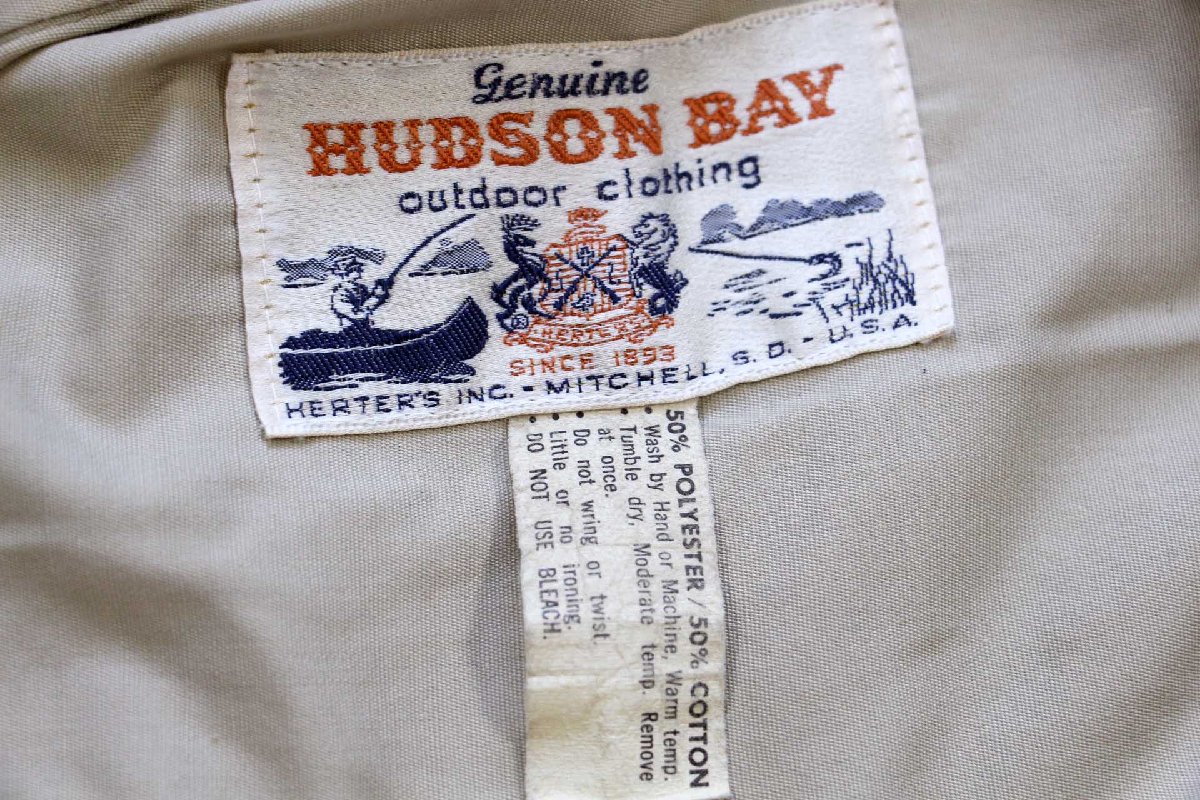 Genuine
HUDSON BAY
outdoor clothing
HERTER'S
SINCE 1893
HERTER'S INC. - MITCHELL, S.D. - U.S.A.
50% POLYESTER / 50% COTTON
• Wash by Hand or Machine, Warm temp.
• Tumble dry, Moderate temp. Remove
at once.
• Do not wring or twist.
• Little or no ironing.
• DO NOT USE BLEACH.